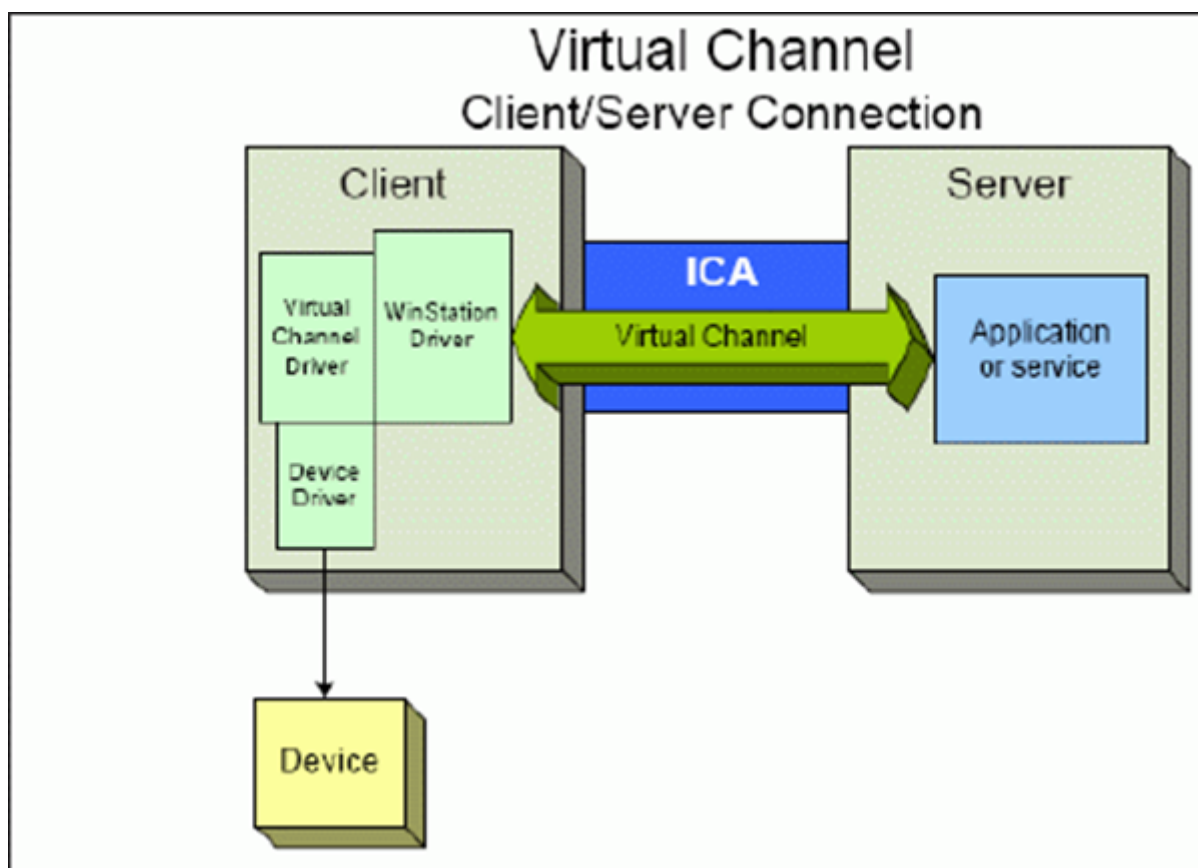 Virtual Channel
Client/Server Connection
Client
Server
ICA
Virtual
Channel
Driver
WinStation
Driver
Virtual Channel
Application
or service
Device
Driver
Device